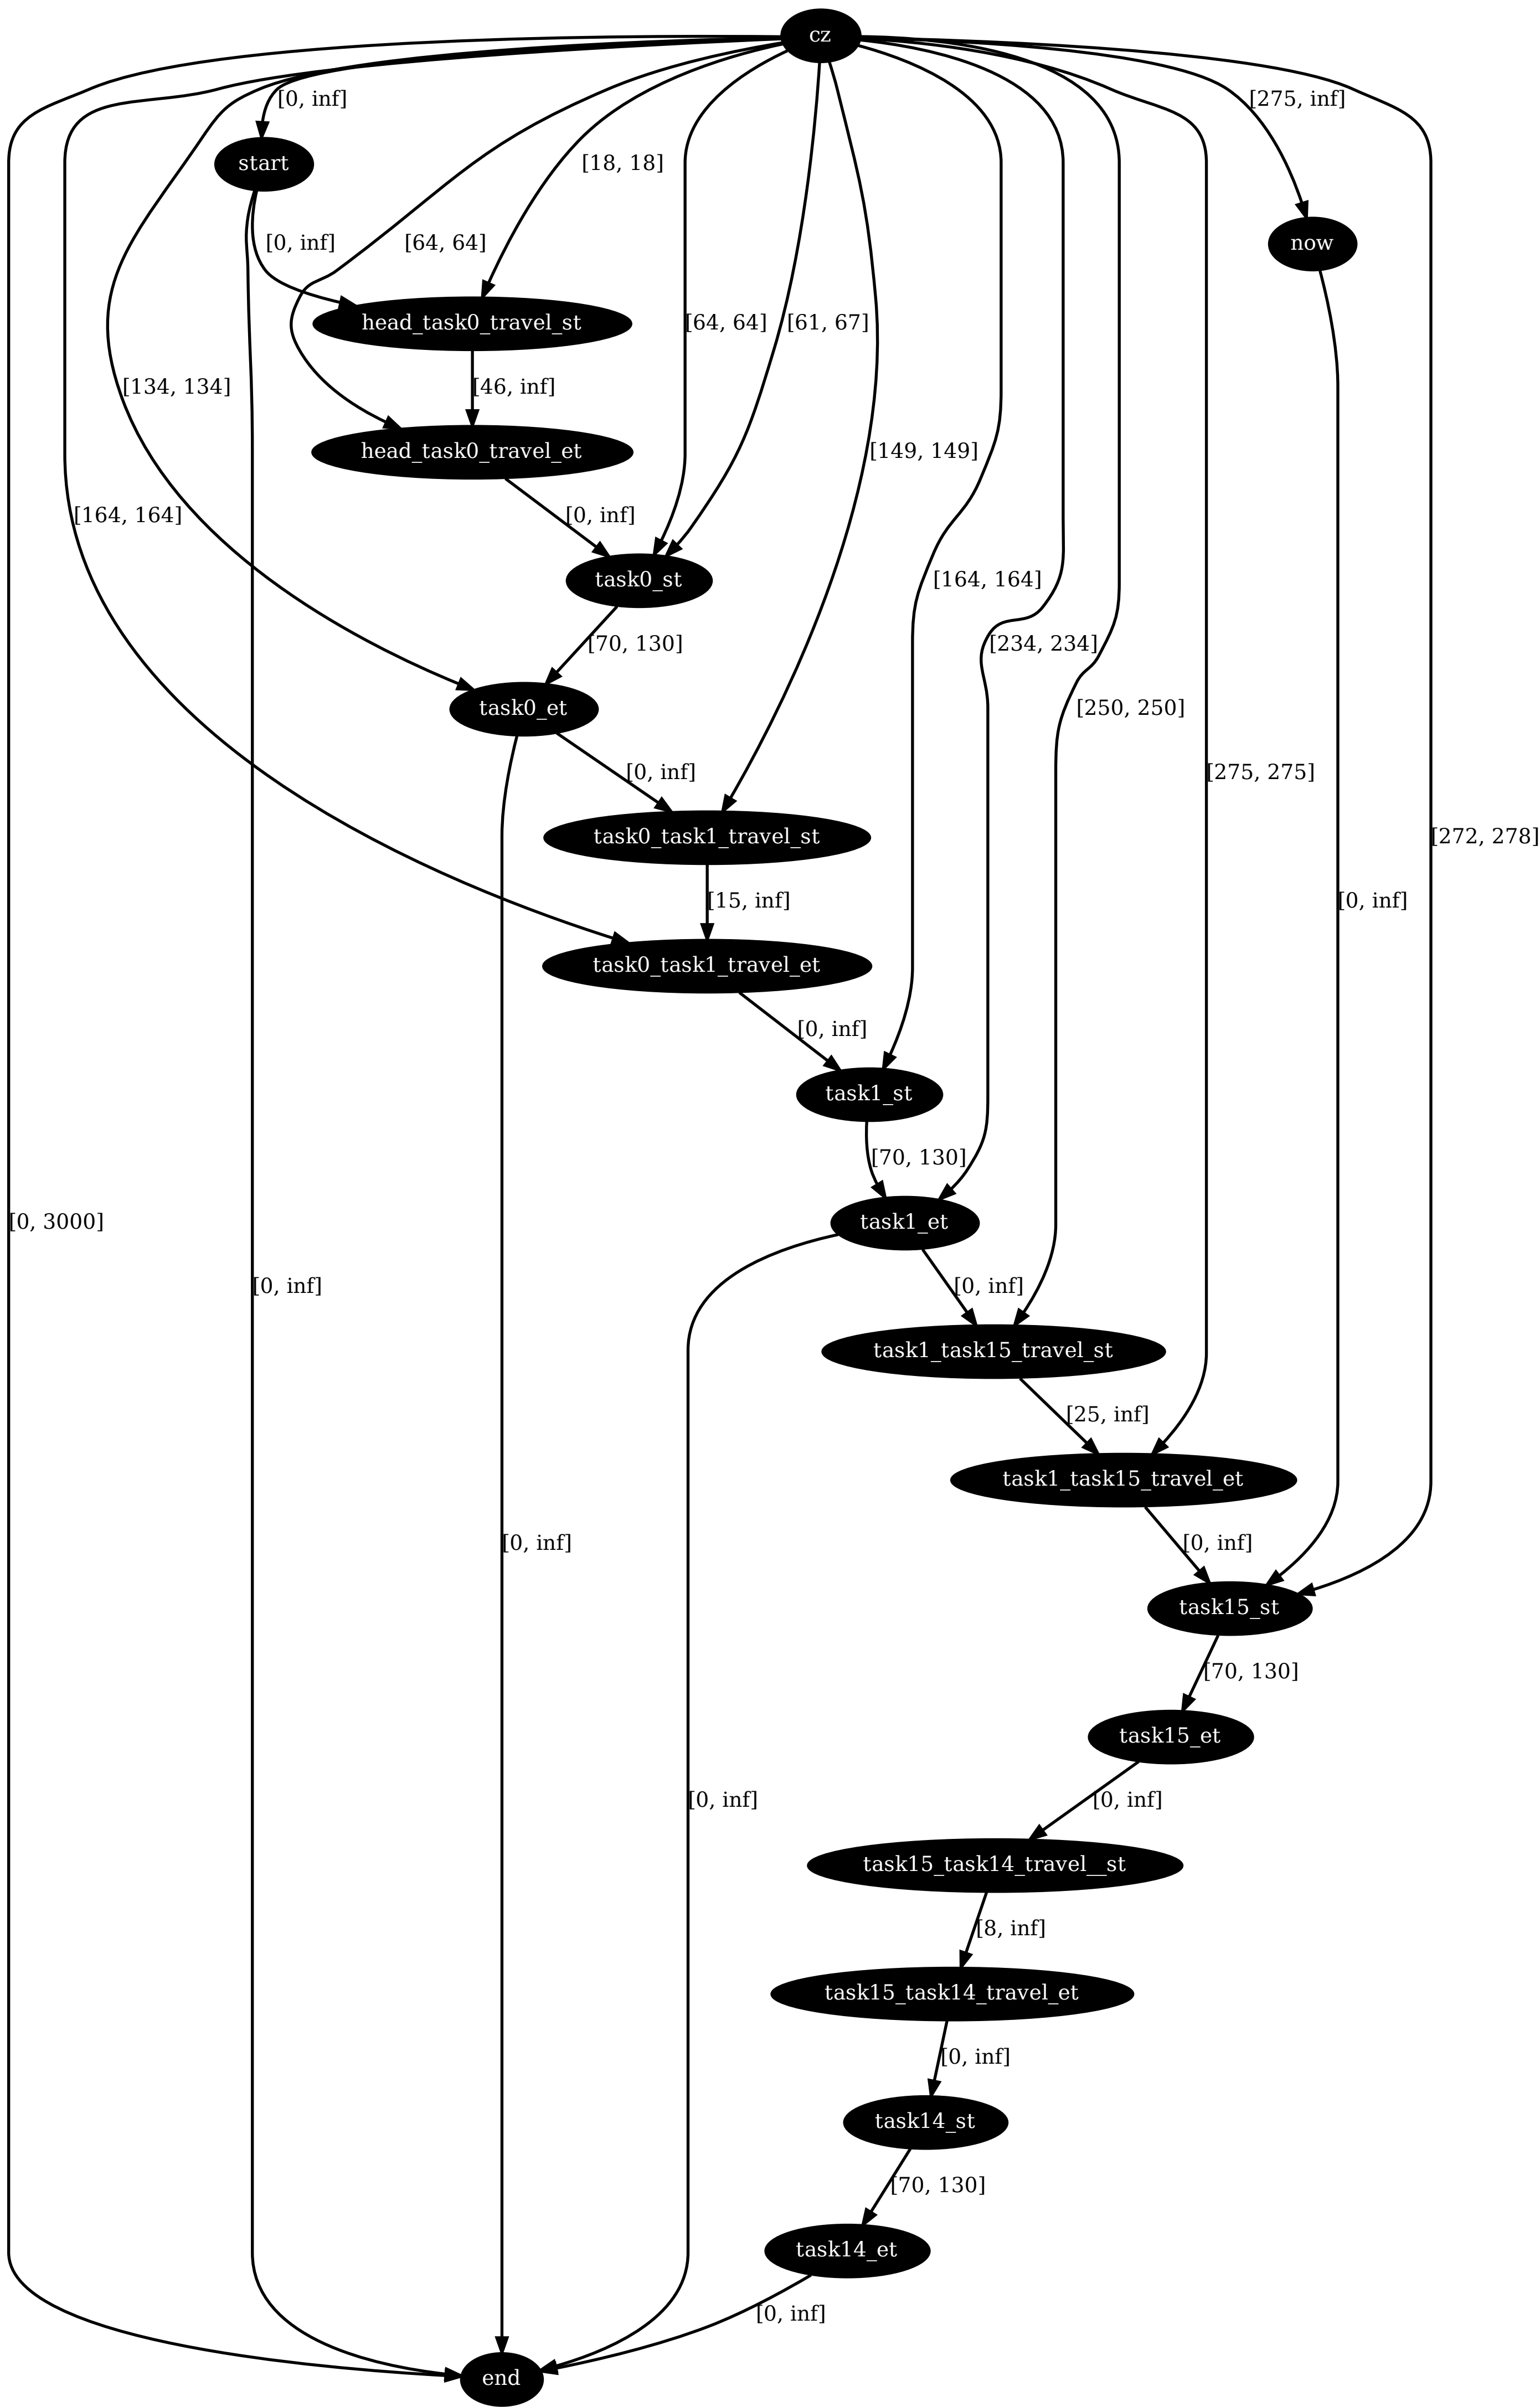 cz
[0, inf]
[275, inf]
start
[18, 18]
now
[0, inf]
[64, 64]
head_task0_travel_st
[64, 64]
[61, 67]
[134, 134]
[46, inf]
head_task0_travel_et
[149, 149]
[164, 164]
[0, inf]
task0_st
[164, 164]
[70, 130]
[234, 234]
task0_et
[250, 250]
[0, inf]
[275, 275]
task0_task1_travel_st
[272, 278]
[15, inf]
[0, inf]
task0_task1_travel_et
[0, inf]
task1_st
[70, 130]
[0, 3000]
task1_et
[0, inf]
[0, inf]
task1_task15_travel_st
[25, inf]
task1_task15_travel_et
[0, inf]
[0, inf]
task15_st
[70, 130]
task15_et
[0, inf]
[0, inf]
task15_task14_travel__st
[8, inf]
task15_task14_travel_et
[0, inf]
task14_st
[70, 130]
task14_et
[0, inf]
end